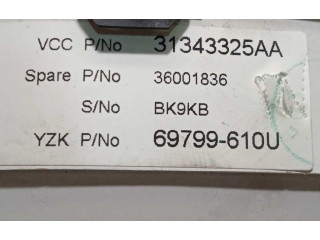 VCC P/No 31343325AA
Spare P/No 36001836
S/No BK9KB
YZK P/No 69799-610U